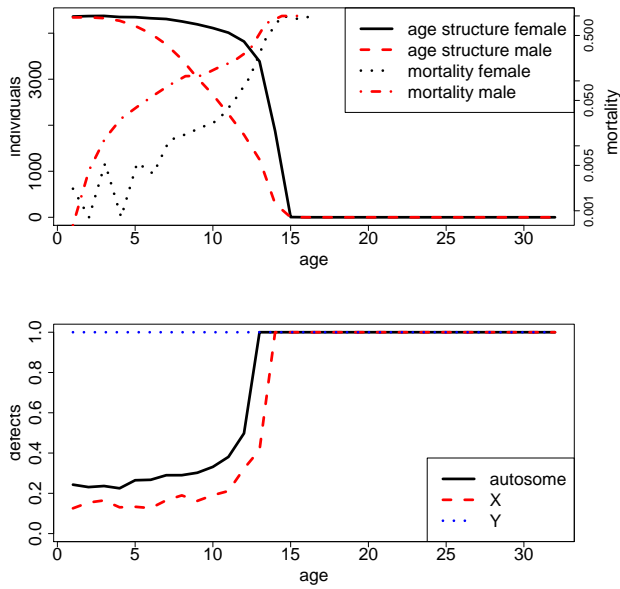 age structure female
age structure male
mortality female
mortality male
individuals
0
1000
3000
mortality
0.001
0.005
0.050
0.500
0 5 10 15 20 25 30
age
autosome
X
Y
defects
0.0 0.2 0.4 0.6 0.8 1.0
0 5 10 15 20 25 30
age